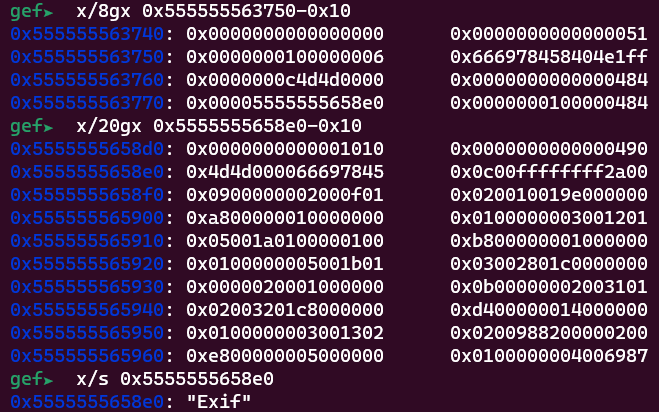 gef➤  x/8gx 0x555555563750-0x10
0x555555563740: 0x0000000000000000 0x0000000000000051
0x555555563750: 0x0000000100000006 0x666978458404e1ff
0x555555563760: 0x0000000c4d4d0000 0x0000000000000484
0x555555563770: 0x00005555555658e0 0x0000000100000484
gef➤  x/20gx 0x5555555658e0-0x10
0x5555555658d0: 0x0000000000001010 0x0000000000000490
0x5555555658e0: 0x4d4d000066697845 0x0c00ffffffff2a00
0x5555555658f0: 0x0900000002000f01 0x020010019e000000
0x555555565900: 0xa800000010000000 0x0100000003001201
0x555555565910: 0x05001a0100000100 0xb800000001000000
0x555555565920: 0x0100000005001b01 0x03002801c0000000
0x555555565930: 0x0000020001000000 0x0b00000002003101
0x555555565940: 0x02003201c8000000 0xd400000014000000
0x555555565950: 0x0100000003001302 0x0200988200000200
0x555555565960: 0xe800000005000000 0x0100000004006987
gef➤  x/s 0x5555555658e0
0x5555555658e0: "Exif"